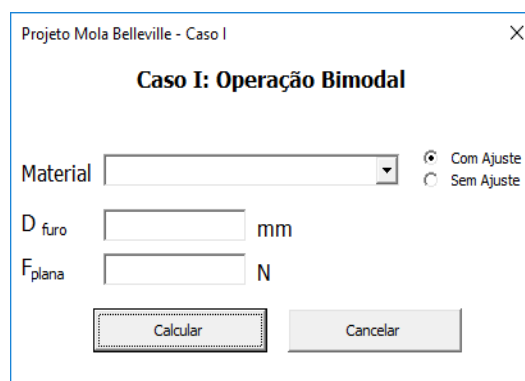 Projeto Mola Belleville - Caso I
Caso I: Operação Bimodal
Material
Com Ajuste
Sem Ajuste
D furo mm
Fplana N
Calcular Cancelar